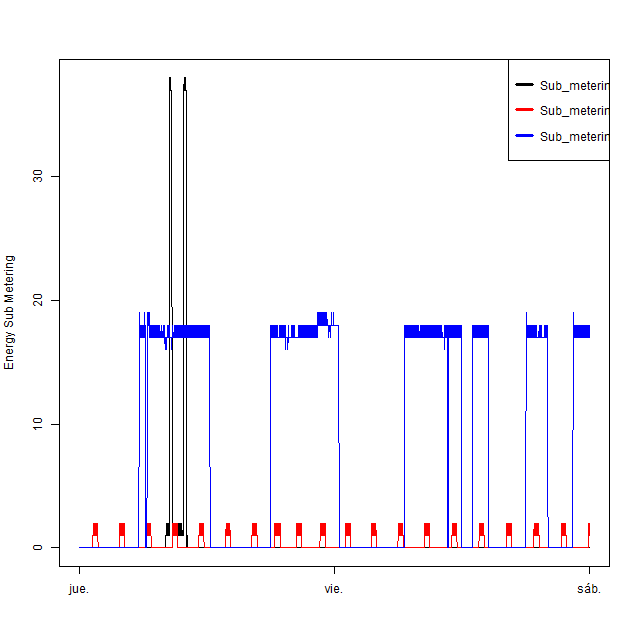 Sub_meterin
Sub_meterin
Sub_meterin
Energy Sub Metering
30
20
10
0
jue. vie. sáb.